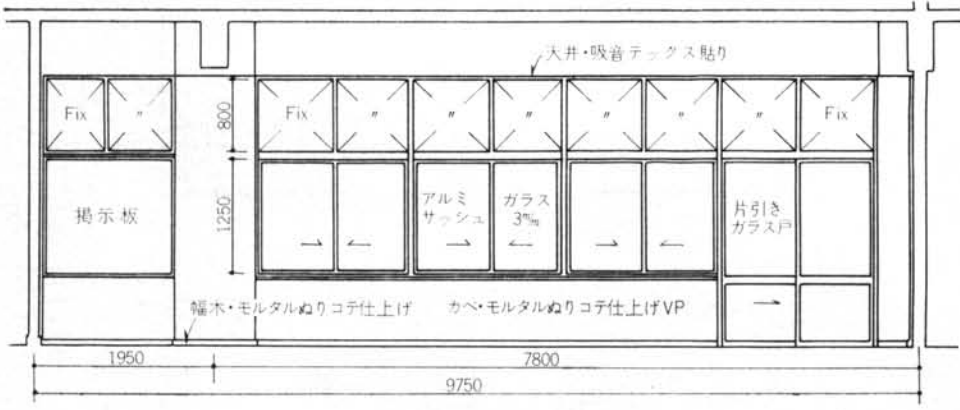 天井・吸音テックス貼り
Fix 〃 800 Fix 〃 〃 〃 〃 〃 〃 Fix
掲示板
1250
アルミ
サッシュ
ガラス
3㎜
片引き
ガラス戸
幅木・モルタルぬりコテ仕上げ
カベ・モルタルぬりコテ仕上げVP
1950 7800
9750